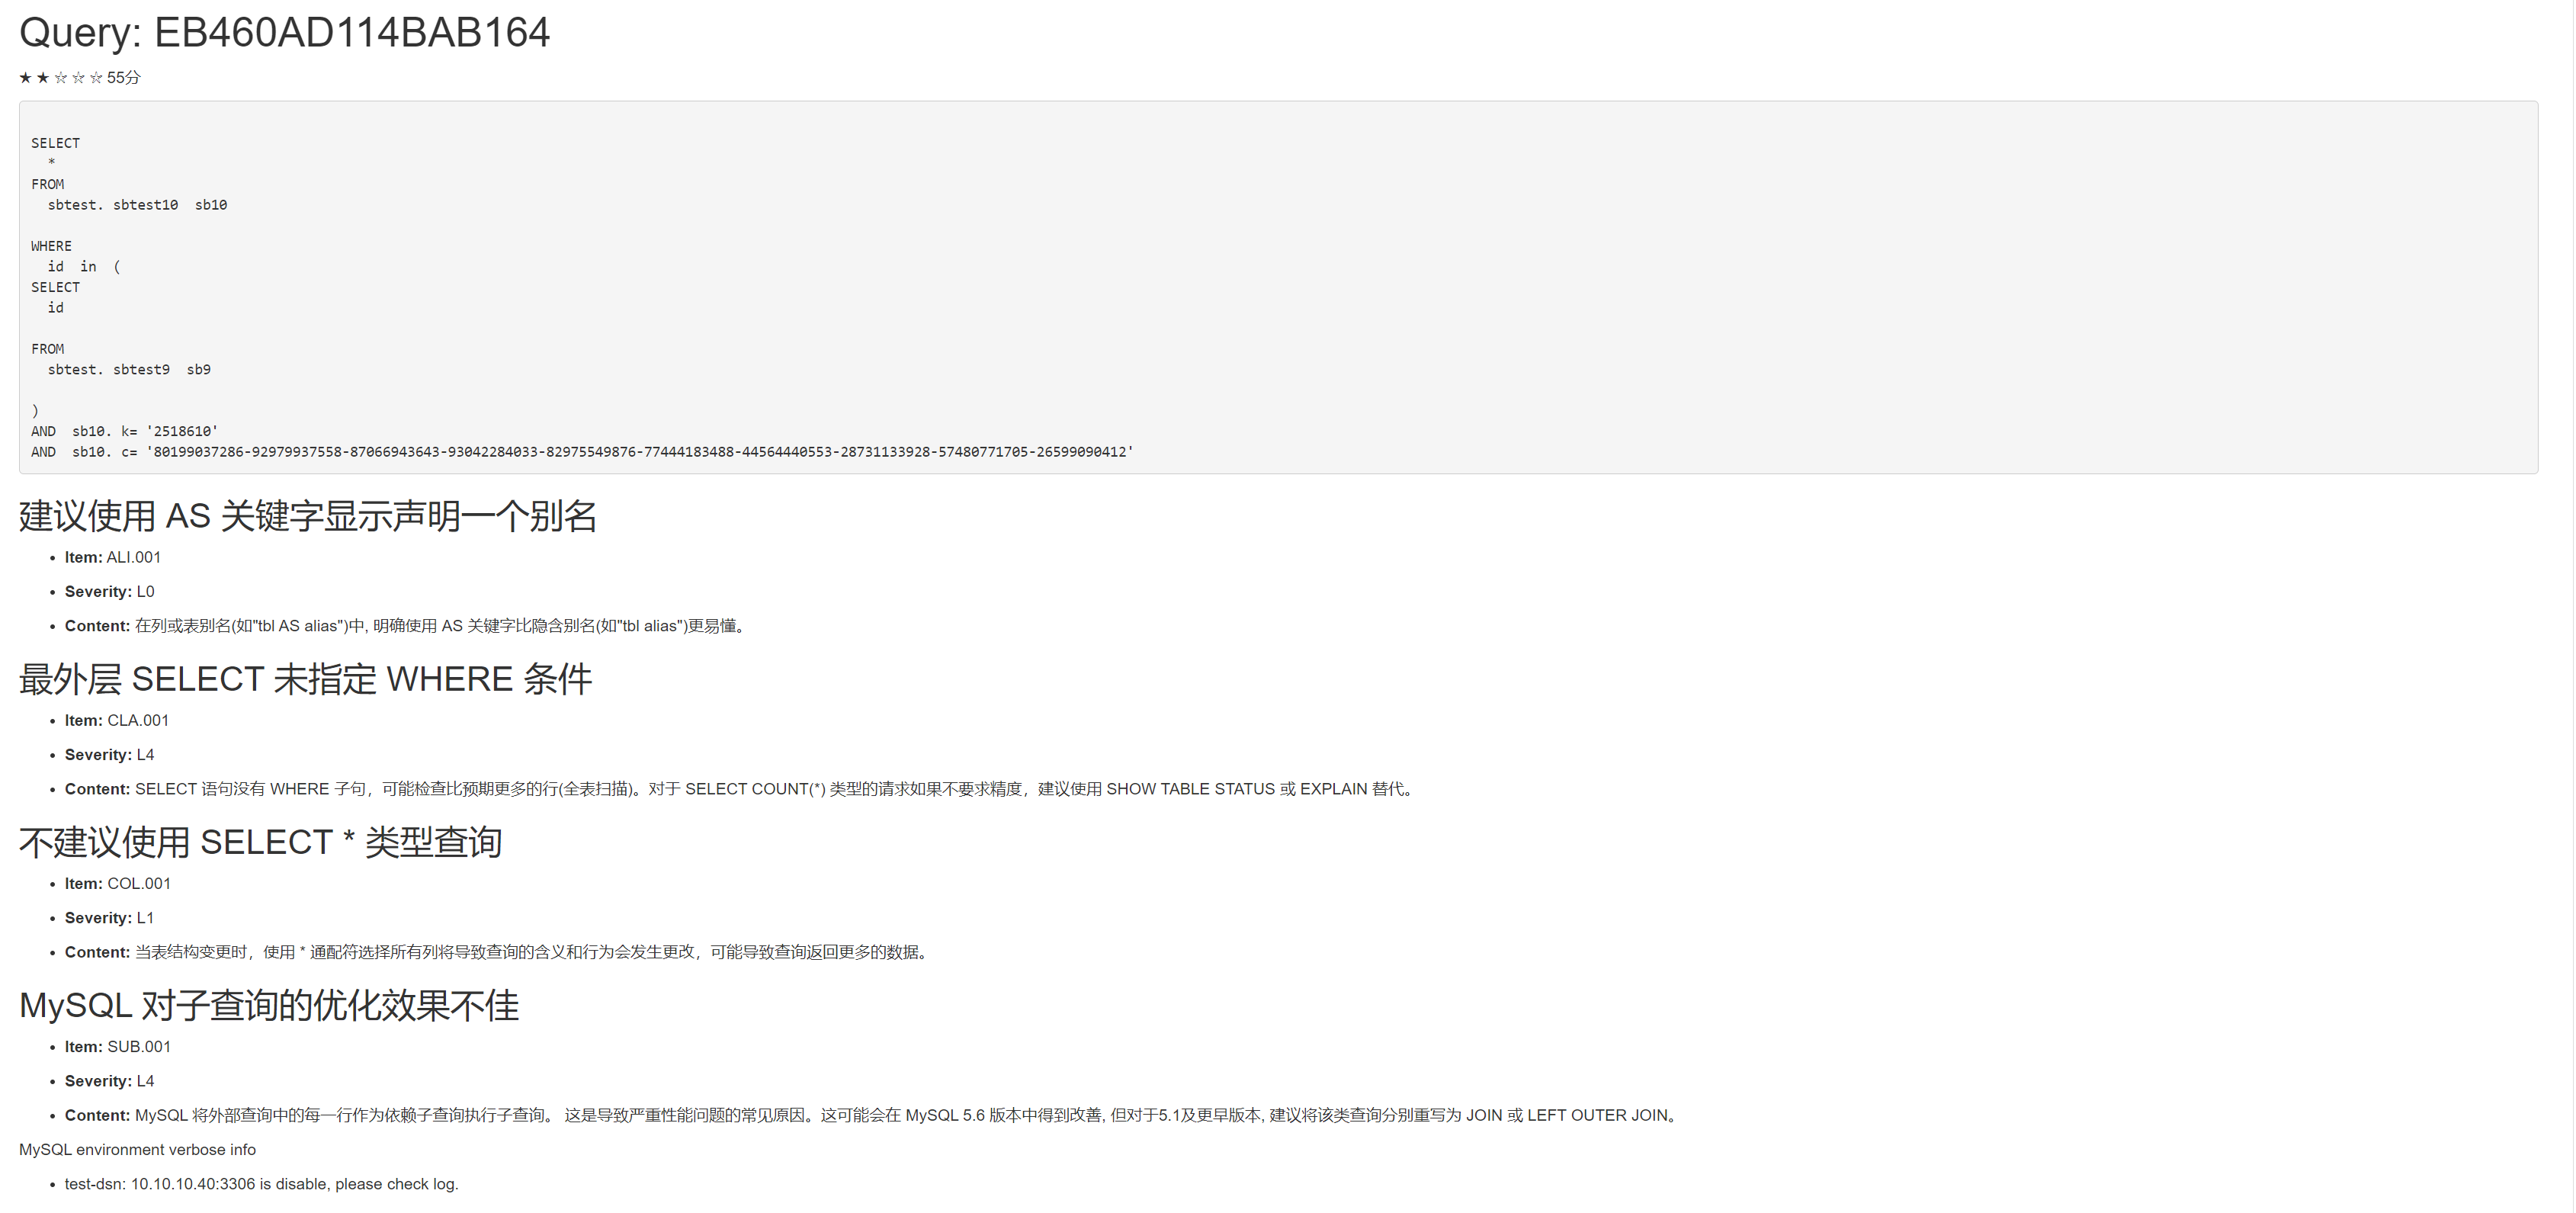 Query: EB460AD114BAB164
★ ★ ☆ ☆ ☆ 55分
SELECT
*
FROM
sbtest. sbtest10 sb10
WHERE
id in (
SELECT
id
FROM
sbtest. sbtest9 sb9
)
AND sb10. k= '2518610'
AND sb10. c= '80199037286-92979937558-87066943643-93042284033-82975549876-77444183488-44564440553-28731133928-57480771705-26599090412'
建议使用 AS 关键字显示声明一个别名
• Item: ALI.001
• Severity: L0
• Content: 在列或表别名(如"tbl AS alias")中, 明确使用 AS 关键字比隐含别名(如"tbl alias")更易懂。
最外层 SELECT 未指定 WHERE 条件
• Item: CLA.001
• Severity: L4
• Content: SELECT 语句没有 WHERE 子句，可能检查比预期更多的行(全表扫描)。对于 SELECT COUNT(*) 类型的请求如果不要求精度，建议使用 SHOW TABLE STATUS 或 EXPLAIN 替代。
不建议使用 SELECT * 类型查询
• Item: COL.001
• Severity: L1
• Content: 当表结构变更时，使用 * 通配符选择所有列将导致查询的含义和行为会发生更改，可能导致查询返回更多的数据。
MySQL 对子查询的优化效果不佳
• Item: SUB.001
• Severity: L4
• Content: MySQL 将外部查询中的每一行作为依赖子查询执行子查询。 这是导致严重性能问题的常见原因。这可能会在 MySQL 5.6 版本中得到改善, 但对于5.1及更早版本, 建议将该类查询分别重写为 JOIN 或 LEFT OUTER JOIN。
MySQL environment verbose info
• test-dsn: 10.10.10.40:3306 is disable, please check log.